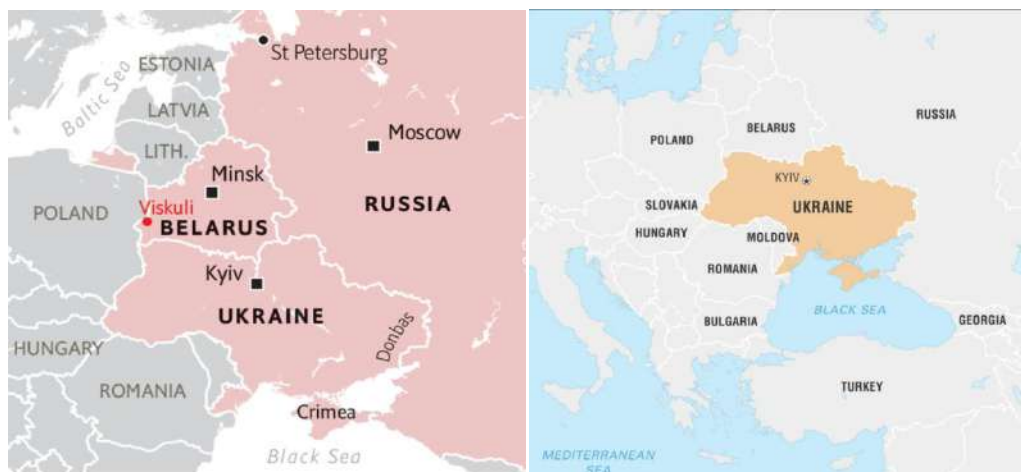 St Petersburg
ESTONIA
Baltic Sea
LATVIA
Moscow
LITH.
Minsk
Viskuli
RUSSIA
POLAND
BELARUS
Kyiv
UKRAINE
Donbas
HUNGARY
ROMANIA
Crimea
Black Sea
RUSSIA
BELARUS
POLAND
KYIV
SLOVAKIA
UKRAINE
HUNGARY
MOLDOVA
ROMANIA
BLACK SEA
BULGARIA
GEORGIA
TURKEY
MEDITERRANEAN
SEA